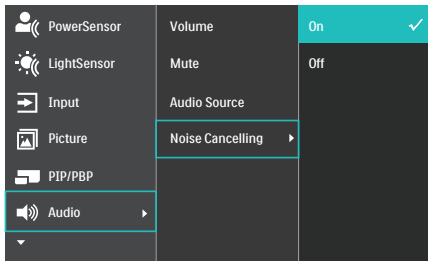 PowerSensor
LightSensor
Input
Picture
PIP/PBP
Audio
Volume
Mute
Audio Source
Noise Cancelling
On
Off